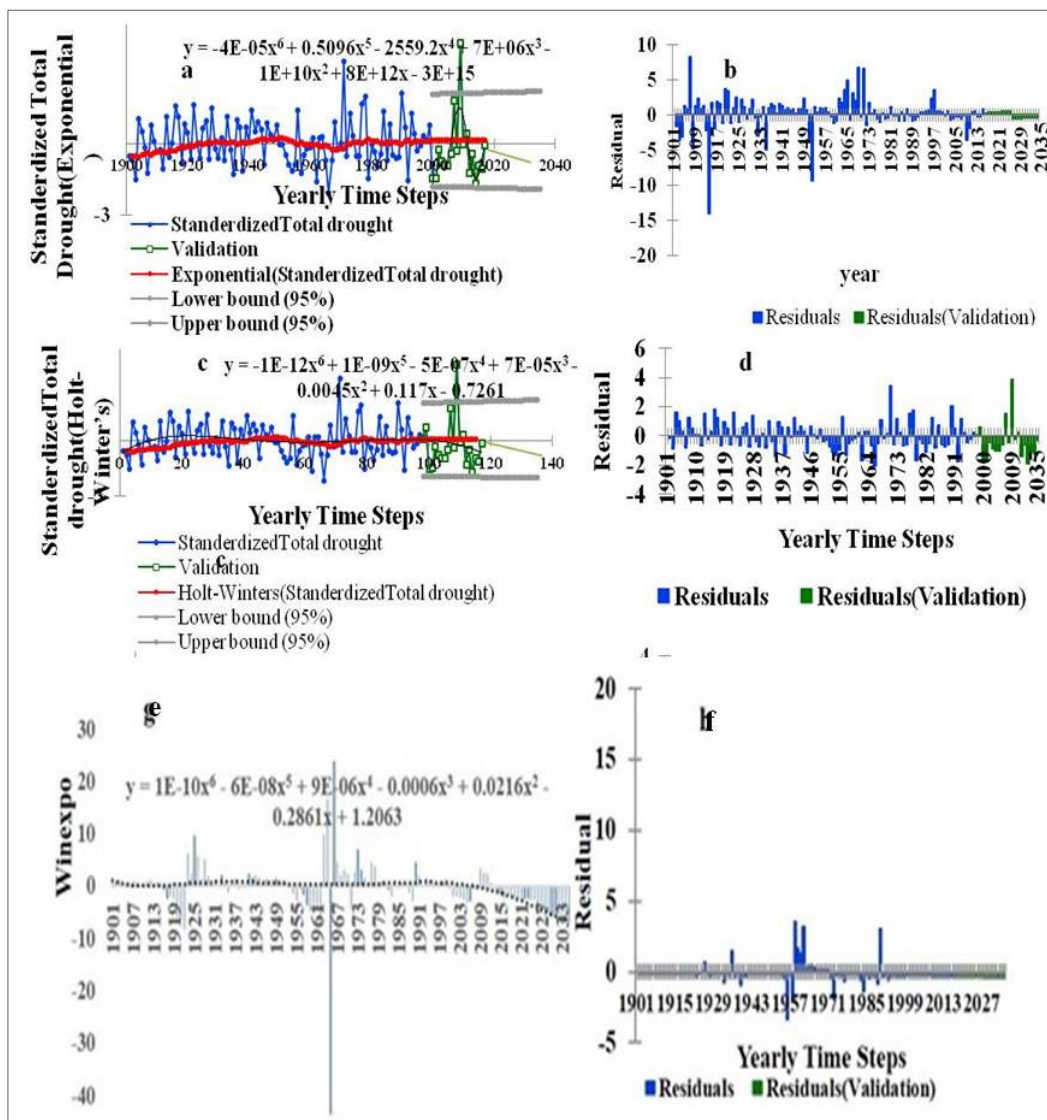 Standerdized Total
Drought(Exponential
)
a
y = -4E-05x⁶ + 0.5096x⁵ - 2559.2x⁴ + 7E+06x³ -
1E+10x² + 8E+12x - 3E+15
1900 1920 1940 1960 1980 2000 2020 2040
-3
Yearly Time Steps
StanderdizedTotal drought
Validation
Exponential(StanderdizedTotal drought)
Lower bound (95%)
Upper bound (95%)
b
Residual
10
5
0
-5
-10
-15
-20
1901 1909 1917 1925 1933 1941 1949 1957 1965 1973 1981 1989 1997 2005 2013 2021 2029 2035
year
Residuals Residuals(Validation)
StanderdizedTotal
drought(Holt-
Winter's)
c
y = -1E-12x⁶ + 1E-09x⁵ - 5E-07x⁴ + 7E-05x³ -
0.0045x² + 0.117x - 0.7261
0 20 40 60 80 100 120 140
Yearly Time Steps
StanderdizedTotal drought
c
Validation
Holt-Winters(StanderdizedTotal drought)
Lower bound (95%)
Upper bound (95%)
d
Residual
6
4
2
0
-2
-4
1901 1910 1919 1928 1937 1946 1955 1964 1973 1982 1991 2000 2009 2035
Yearly Time Steps
Residuals Residuals(Validation)
e
Winexpo
30
20
10
0
-10
-20
-30
-40
y = 1E-10x⁶ - 6E-08x⁵ + 9E-06x⁴ - 0.0006x³ + 0.0216x² -
0.2861x + 1.2063
1901 1907 1913 1919 1925 1931 1937 1943 1949 1955 1961 1967 1973 1979 1985 1991 1997 2003 2009 2015 2021 2033
4
f
Residual
20
15
10
5
0
-5
1901 1915 1929 1943 1957 1971 1985 1999 2013 2027
Yearly Time Steps
Residuals Residuals(Validation)